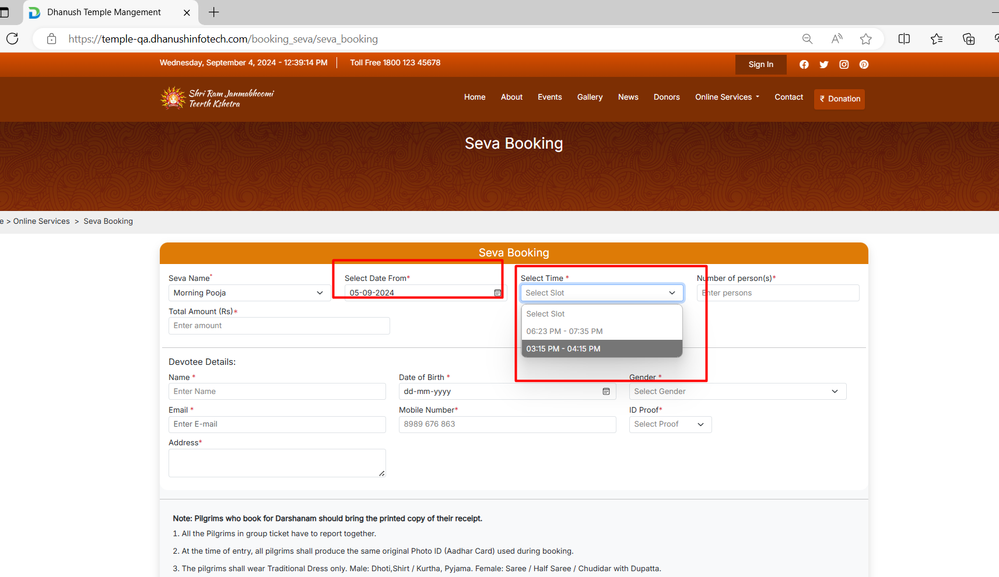 Dhanush Temple Mangement
https://temple-qa.dhanushinfotech.com/booking_seva/seva_booking
Wednesday, September 4, 2024 - 12:39:14 PM
Toll Free 1800 123 45678
Sign In
Shri Ram Janmabhoomi
Teerth Kshetra
Home About Events Gallery News Donors Online Services Contact ₹ Donation
Seva Booking
e > Online Services > Seva Booking
Seva Booking
Seva Name* Select Date From* Select Time * Number of person(s)*
Morning Pooja 05-09-2024 Select Slot Enter persons
Total Amount (Rs)*
Enter amount
Select Slot
06:23 PM - 07:35 PM
03:15 PM - 04:15 PM
Devotee Details:
Name * Date of Birth * Gender *
Enter Name dd-mm-yyyy Select Gender
Email * Mobile Number* ID Proof*
Enter E-mail 8989 676 863 Select Proof
Address*
Note: Pilgrims who book for Darshanam should bring the printed copy of their receipt.
1. All the Pilgrims in group ticket have to report together.
2. At the time of entry, all pilgrims shall produce the same original Photo ID (Aadhar Card) used during booking.
3. The pilgrims shall wear Traditional Dress only. Male: Dhoti,Shirt / Kurtha, Pyjama. Female: Saree / Half Saree / Chudidar with Dupatta.